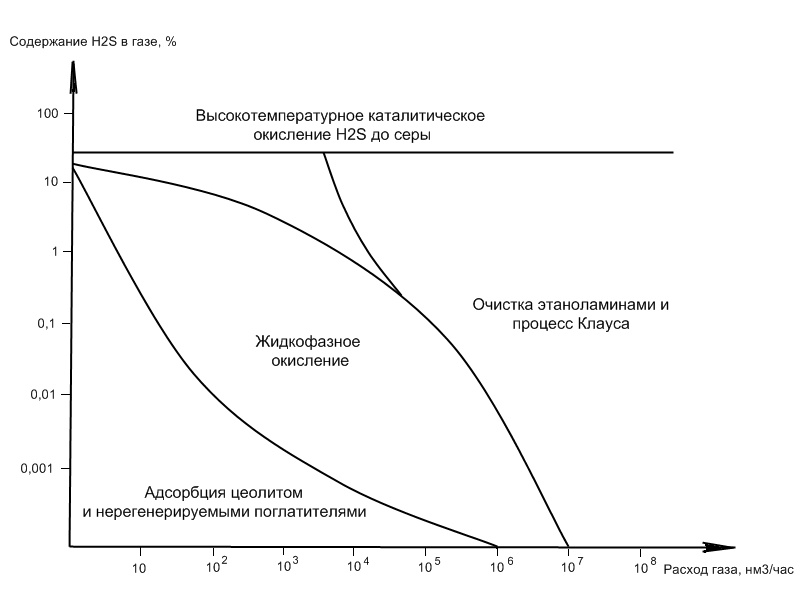 Содержание H2S в газе, %
100
Высокотемпературное каталитическое
окисление H2S до серы
10
1
Очистка этаноламинами и
процесс Клауса
0,1
Жидкофазное
окисление
0,01
0,001
Адсорбция цеолитом
и нерегенерируемыми поглатителями
10 10² 10³ 10⁴ 10⁵ 10⁶ 10⁷ 10⁸ Расход газа, нм3/час